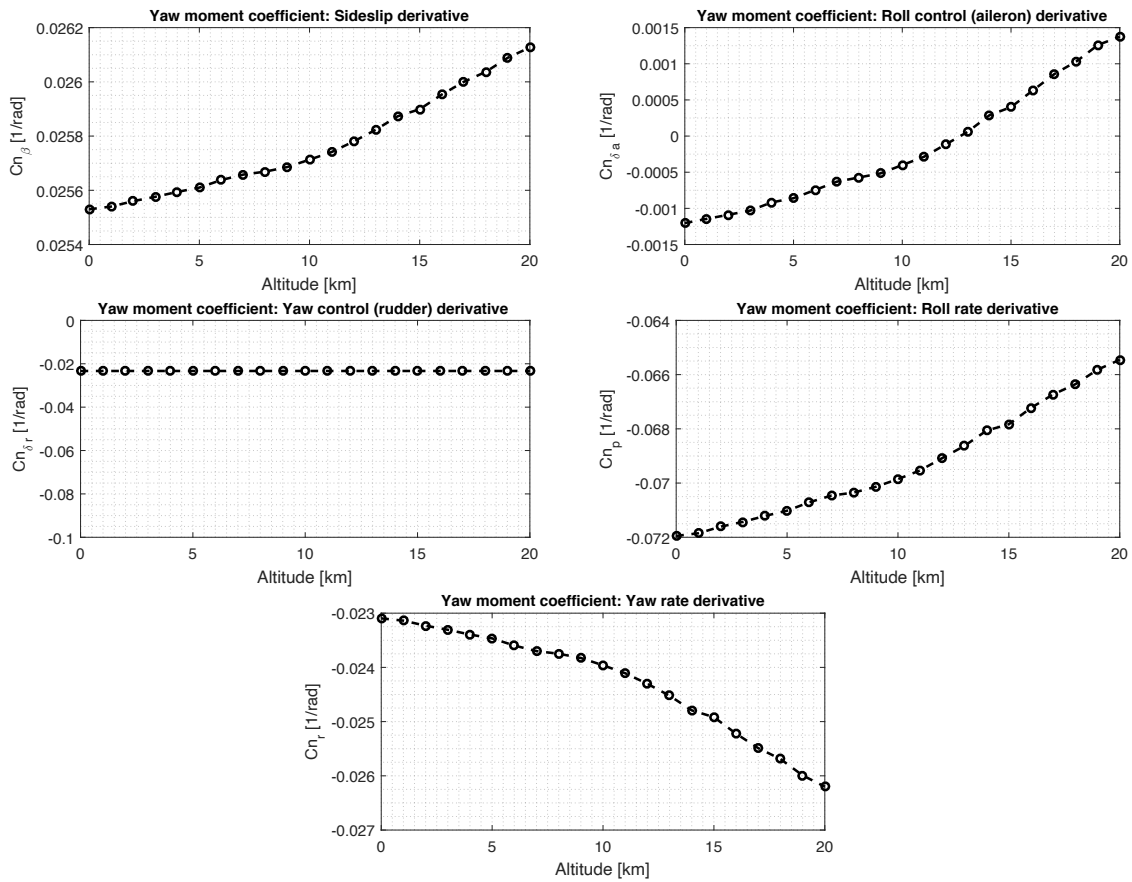 Yaw moment coefficient: Sideslip derivative
0.0262
0.026
0.0258
0.0256
0.0254
Cn β [1/rad]
0 5 10 15 20
Altitude [km]
Yaw moment coefficient: Roll control (aileron) derivative
0.0015
0.001
0.0005
0
-0.0005
-0.001
-0.0015
Cn δ a [1/rad]
0 5 10 15 20
Altitude [km]
Yaw moment coefficient: Yaw control (rudder) derivative
0
-0.02
-0.04
-0.06
-0.08
-0.1
Cn δ r [1/rad]
0 5 10 15 20
Altitude [km]
Yaw moment coefficient: Roll rate derivative
-0.064
-0.066
-0.068
-0.07
-0.072
Cn p [1/rad]
0 5 10 15 20
Altitude [km]
Yaw moment coefficient: Yaw rate derivative
-0.023
-0.024
-0.025
-0.026
-0.027
Cn r [1/rad]
0 5 10 15 20
Altitude [km]